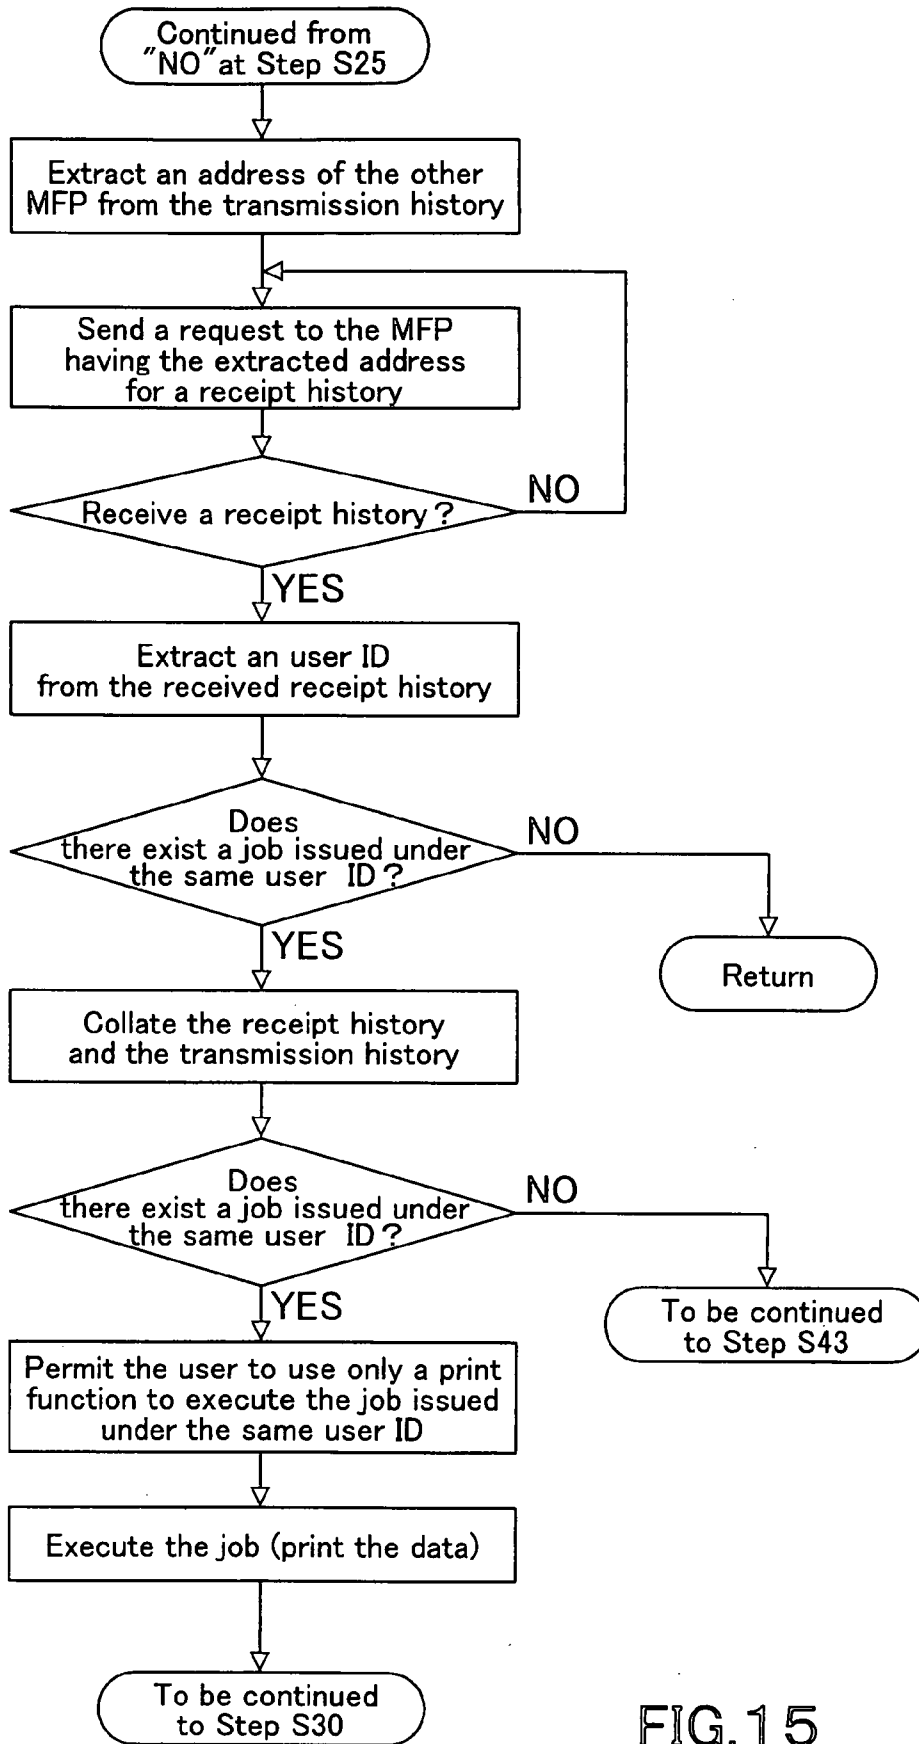 Continued from
"NO" at Step S25
Extract an address of the other
MFP from the transmission history
Send a request to the MFP
having the extracted address
for a receipt history
Receive a receipt history?
NO
YES
Extract an user ID
from the received receipt history
Does
there exist a job issued under
the same user ID?
NO
YES
Return
Collate the receipt history
and the transmission history
Does
there exist a job issued under
the same user ID?
NO
YES
To be continued
to Step S43
Permit the user to use only a print
function to execute the job issued
under the same user ID
Execute the job (print the data)
To be continued
to Step S30
FIG.15